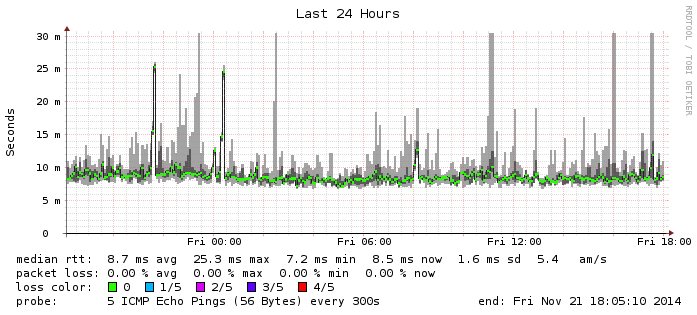 Last 24 Hours
RRDTOOL / TOBI OETIKER
Seconds
30 m
25 m
20 m
15 m
10 m
5 m
0
Fri 00:00 Fri 06:00 Fri 12:00 Fri 18:00
median rtt: 8.7 ms avg 25.3 ms max 7.2 ms min 8.5 ms now 1.6 ms sd 5.4 am/s
packet loss: 0.00 % avg 0.00 % max 0.00 % min 0.00 % now
loss color: 0 1/5 2/5 3/5 4/5
probe: 5 ICMP Echo Pings (56 Bytes) every 300s end: Fri Nov 21 18:05:10 2014